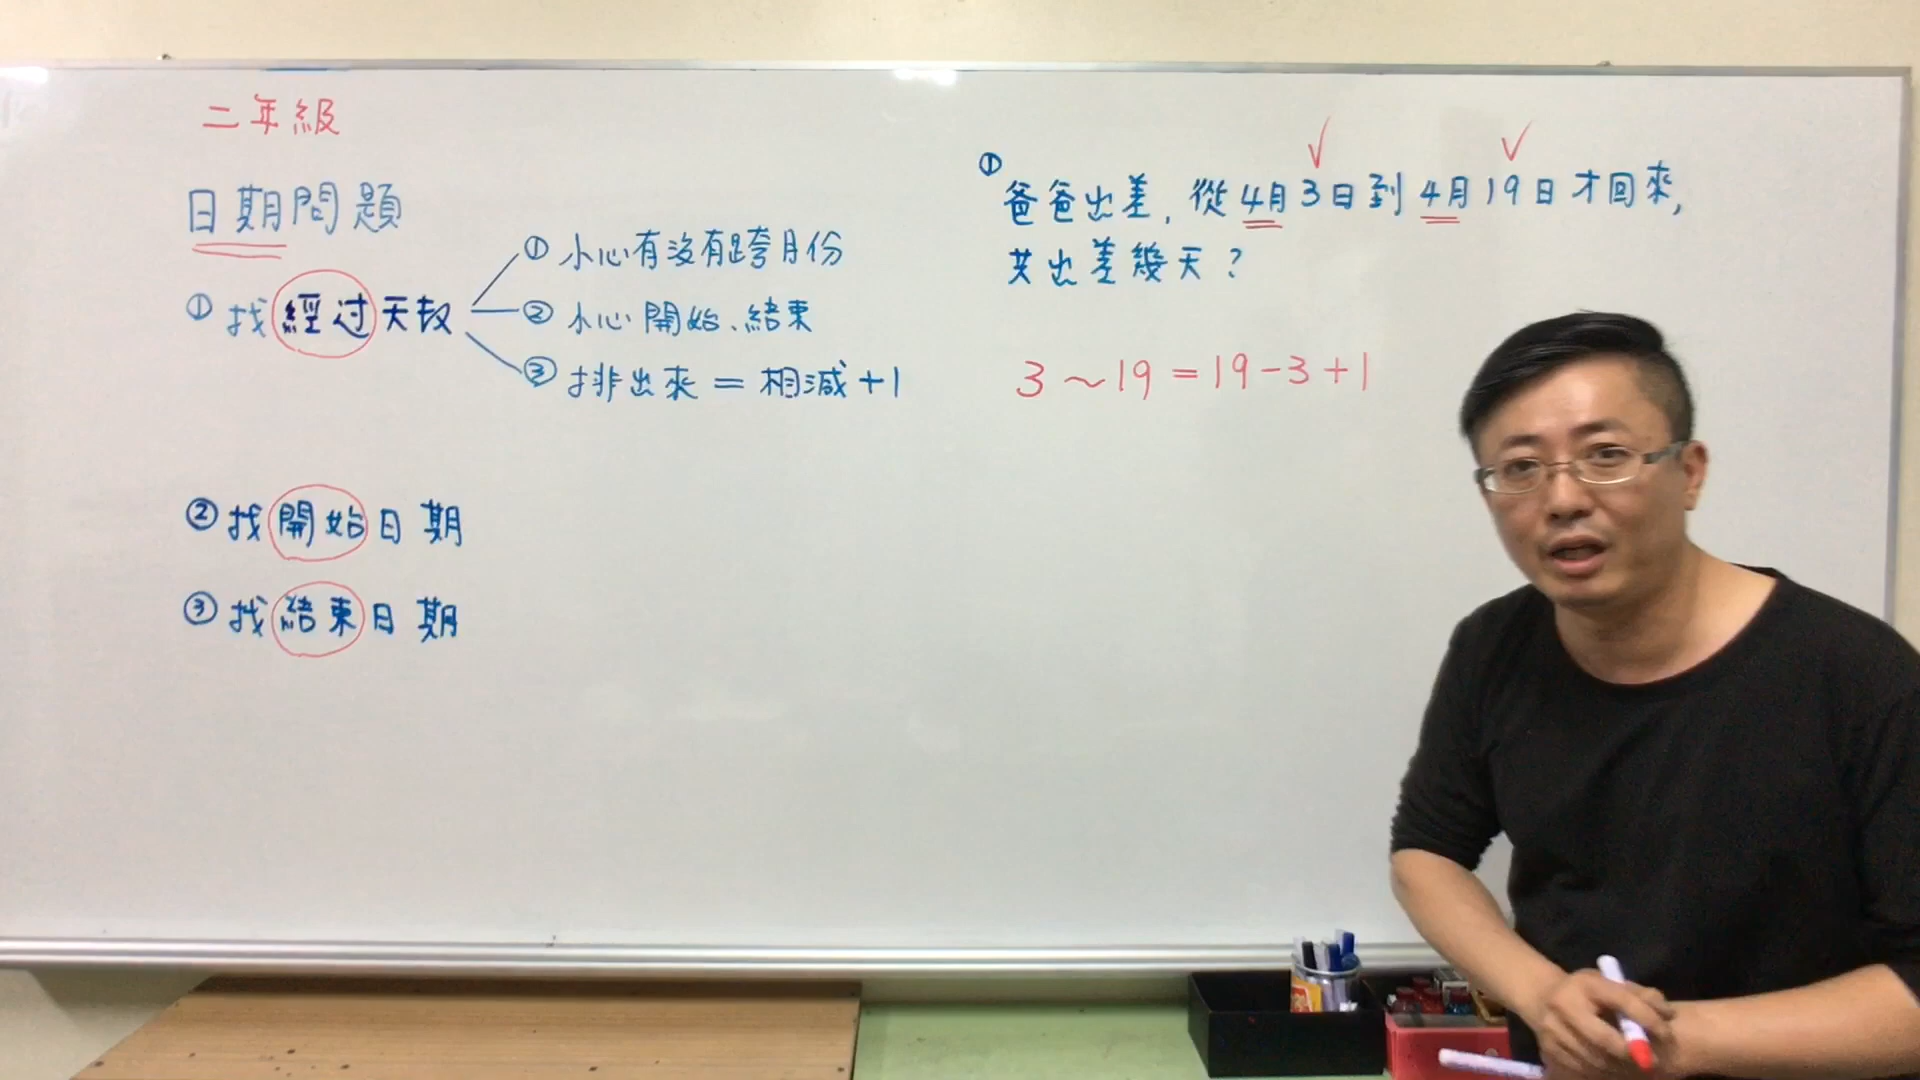 二年級
日期問題
① 找經过天数
① 小心有沒有跨月份
② 小心開始、結束
③ 排出來=相減+1
② 找開始日期
③ 找結束日期
① 爸爸出差,從4月3日到4月19日才回來,
共出差幾天?
3~19=19-3+1